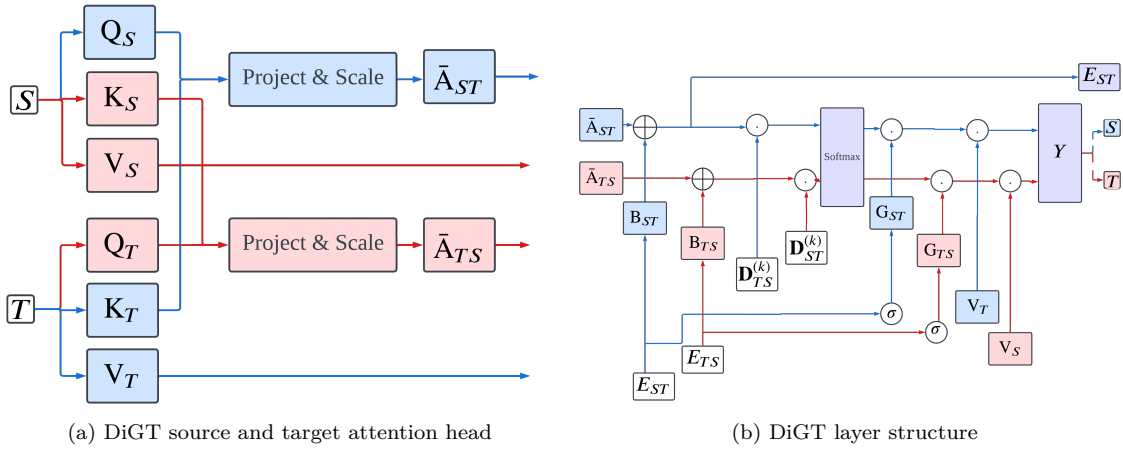 S
Q_S
K_S
V_S
Project & Scale
Ā_ST
T
Q_T
K_T
V_T
Project & Scale
Ā_TS
(a) DiGT source and target attention head
E_ST
Ā_ST
Ā_TS
B_ST
B_TS
D_TS^(k)
D_ST^(k)
Softmax
G_ST
G_TS
V_T
V_S
σ
σ
E_ST
E_TS
Y
S
T
(b) DiGT layer structure